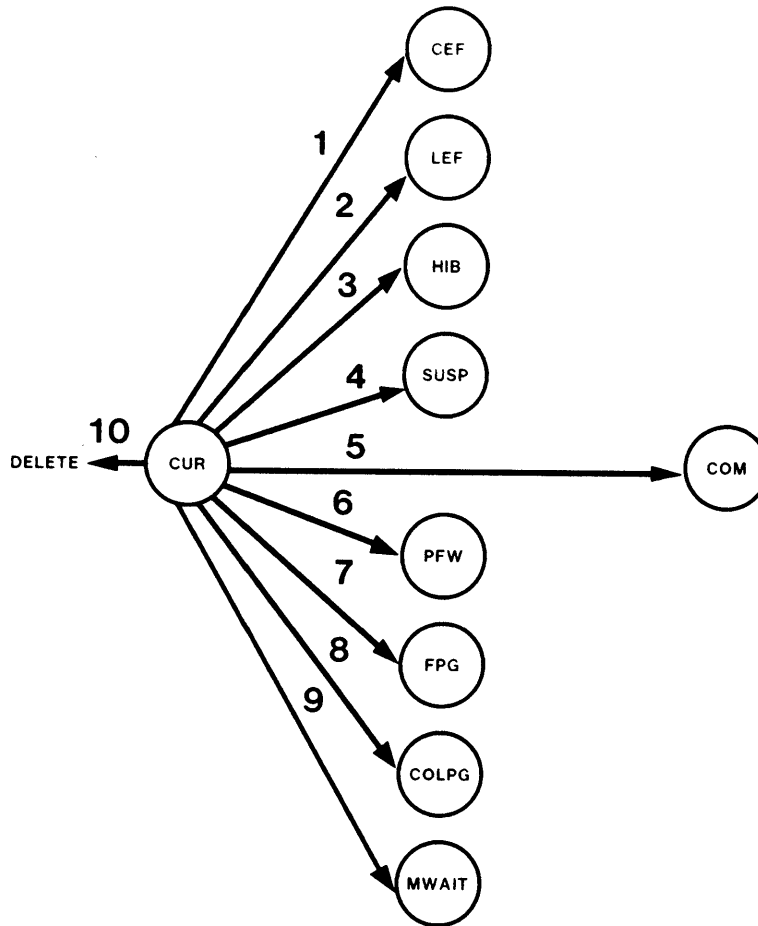 CEF
1
LEF
2
HIB
3
SUSP
4
10
DELETE
CUR
5
COM
6
PFW
7
FPG
8
9
COLPG
MWAIT